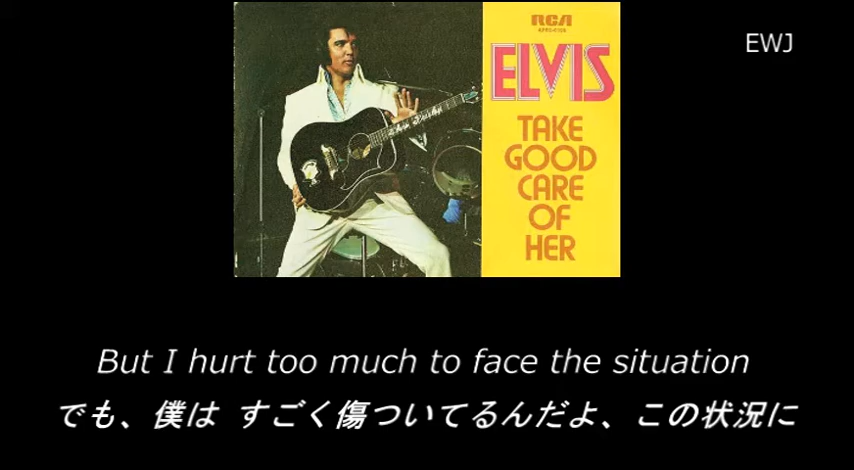 EWJ
RCA
ELVIS
TAKE
GOOD
CARE
OF
HER
But I hurt too much to face the situation
でも、僕は すごく傷ついてるんだよ、この状況に